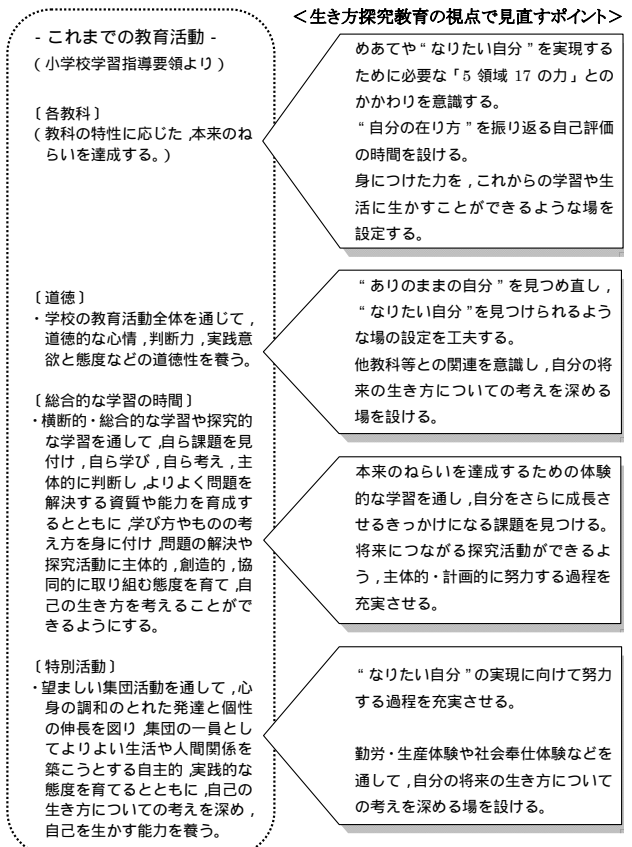 - これまでの教育活動 -
(小学校学習指導要領より)
〔各教科〕
(教科の特性に応じた,本来のね
らいを達成する。)
〔道徳〕
・学校の教育活動全体を通じて,
道徳的な心情,判断力,実践意
欲と態度などの道徳性を養う。
〔総合的な学習の時間〕
・横断的・総合的な学習や探究的
な学習を通して,自ら課題を見
付け,自ら学び,自ら考え,主
体的に判断し,よりよく問題を
解決する資質や能力を育成す
るとともに,学び方やものの考
え方を身に付け,問題の解決や
探究活動に主体的,創造的,協
同的に取り組む態度を育て,自
己の生き方を考えることがで
きるようにする。
〔特別活動〕
・望ましい集団活動を通して,心
身の調和のとれた発達と個性
の伸長を図り,集団の一員とし
てよりよい生活や人間関係を
築こうとする自主的,実践的な
態度を育てるとともに,自己の
生き方についての考えを深め,
自己を生かす能力を養う。
<生き方探究教育の視点で見直すポイント>
めあてや“なりたい自分”を実現する
ために必要な「5 領域 17 の力」との
かかわりを意識する。
“自分の在り方”を振り返る自己評価
の時間を設ける。
身につけた力を,これからの学習や生
活に生かすことができるような場を
設定する。
“ありのままの自分”を見つめ直し,
“なりたい自分”を見つけられるよう
な場の設定を工夫する。
他教科等との関連を意識し,自分の将
来の生き方についての考えを深める
場を設ける。
本来のねらいを達成するための体験
的な学習を通し,自分をさらに成長さ
せるきっかけになる課題を見つける。
将来につながる探究活動ができるよ
う,主体的・計画的に努力する過程を
充実させる。
“なりたい自分”の実現に向けて努力
する過程を充実させる。
勤労・生産体験や社会奉仕体験などを
通して,自分の将来の生き方について
の考えを深める場を設ける。